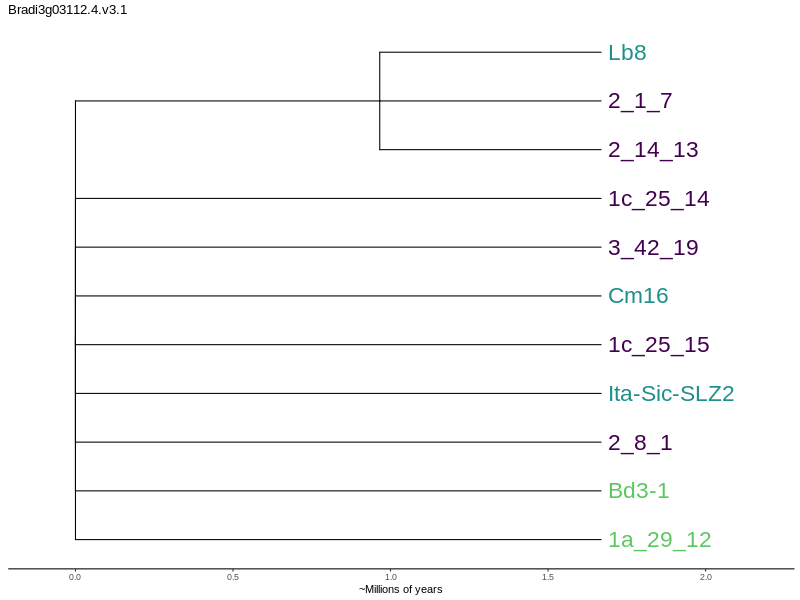 Bradi3g03112.4.v3.1
Lb8
2_1_7
2_14_13
1c_25_14
3_42_19
Cm16
1c_25_15
Ita-Sic-SLZ2
2_8_1
Bd3-1
1a_29_12
0.0 0.5 1.0 1.5 2.0
~Millions of years